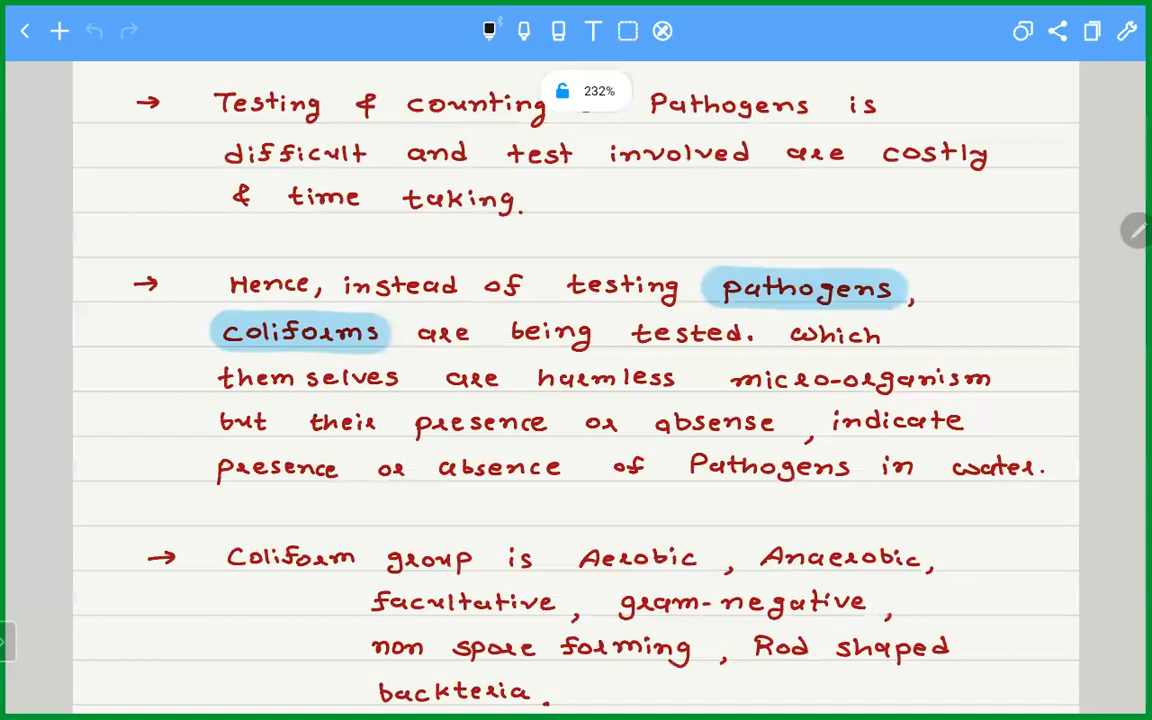 232%
→ Testing & counting Pathogens is
difficult and test involved are costly
& time taking.
→ Hence, instead of testing pathogens,
coliforms are being tested. which
themselves are harmless micro-organism
but their presence or absense, indicate
presence or absence of Pathogens in water.
→ Coliform group is Aerobic, Anaerobic,
facultative, gram-negative,
non spore forming, Rod shaped
backteria.